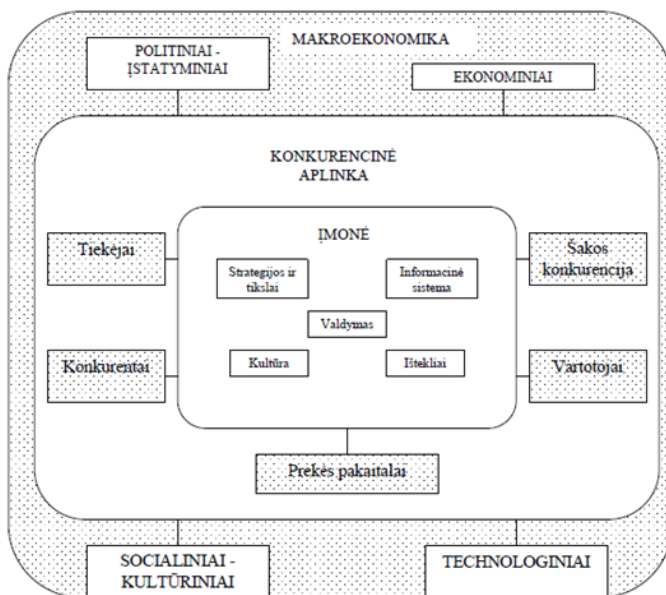 MAKROEKONOMIKA
POLITINIAI -
ĮSTATYMINIAI
EKONOMINIAI
KONKURENCINĖ
APLINKA
ĮMONĖ
Tiekėjai
Strategijos ir
tikslai
Informacinė
sistema
Šakos
konkurencija
Valdymas
Konkurentai
Kultūra
Ištekliai
Vartotojai
Prekės pakaitalai
SOCIALINIAI -
KULTŪRINIAI
TECHNOLOGINIAI